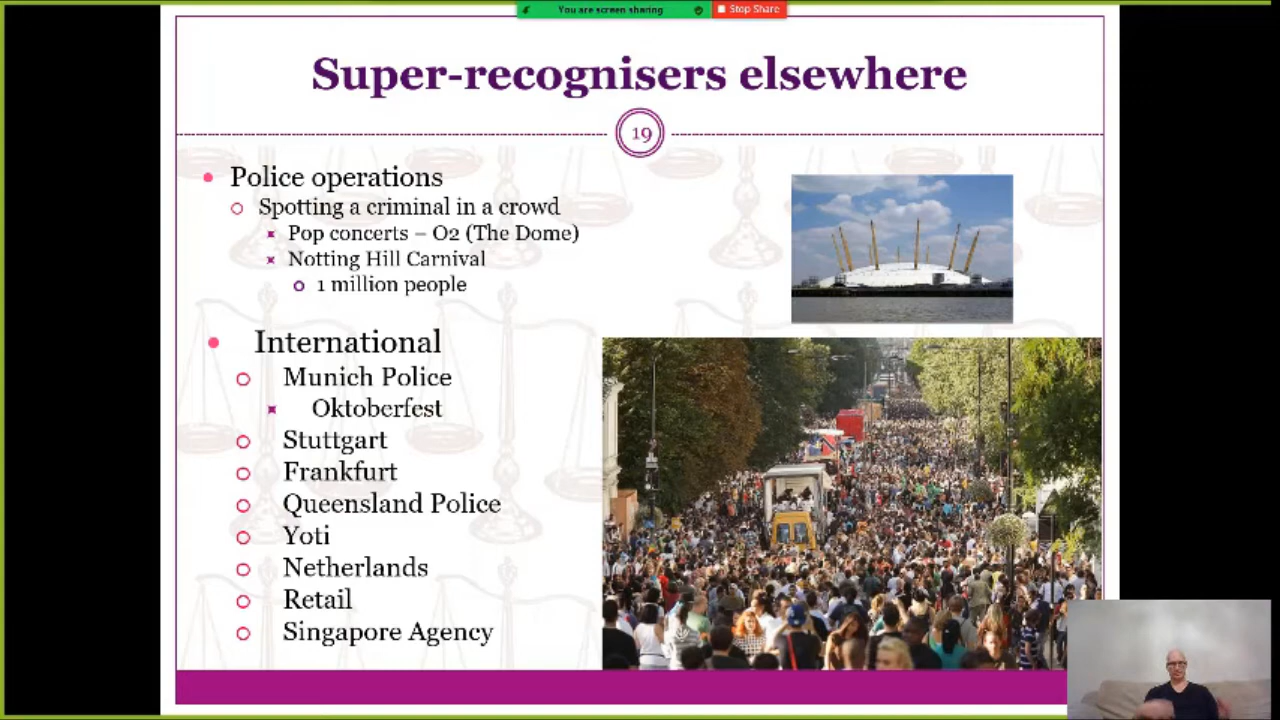 You are screen sharing
Stop Share
Super-recognisers elsewhere
19
Police operations
Spotting a criminal in a crowd
Pop concerts – O2 (The Dome)
Notting Hill Carnival
1 million people
International
Munich Police
Oktoberfest
Stuttgart
Frankfurt
Queensland Police
Yoti
Netherlands
Retail
Singapore Agency